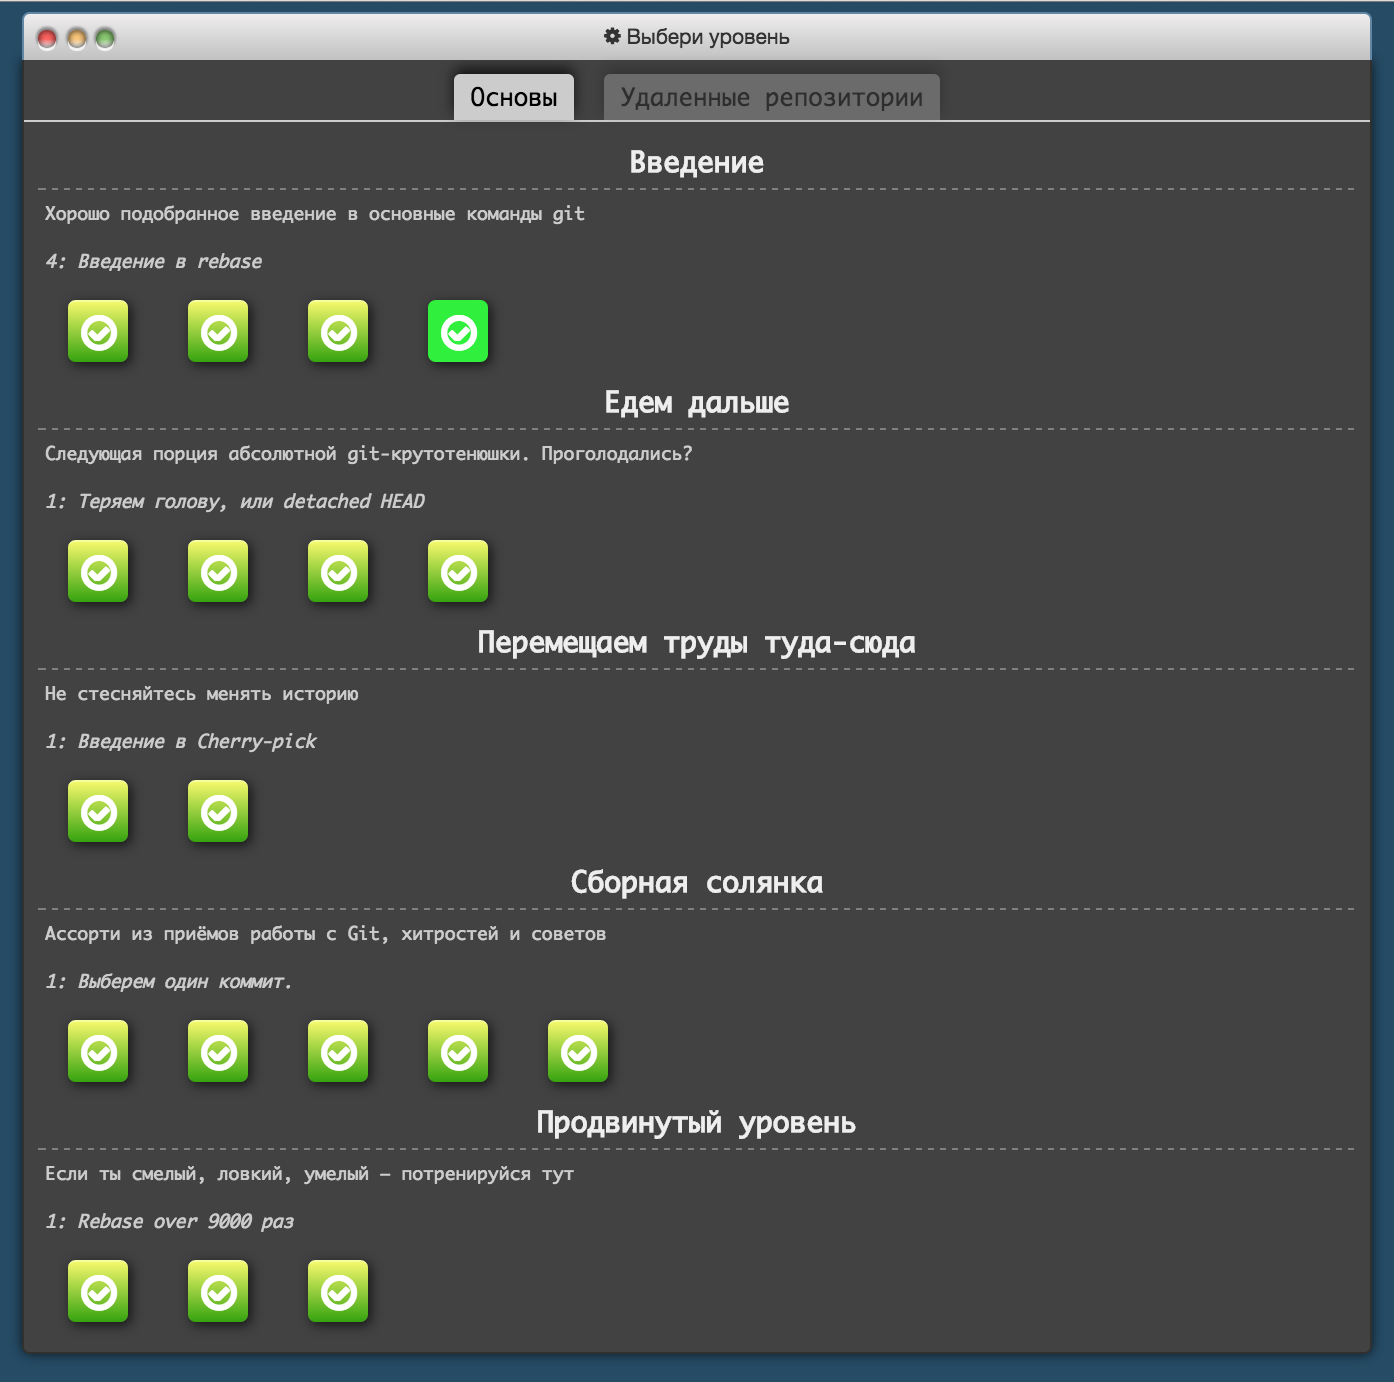 Выбери уровень
Основы
Удаленные репозитории
Введение
Хорошо подобранное введение в основные команды git
4: Введение в rebase
Едем дальше
Следующая порция абсолютной git-крутотенюшки. Проголодались?
1: Теряем голову, или detached HEAD
Перемещаем труды туда-сюда
Не стесняйтесь менять историю
1: Введение в Cherry-pick
Сборная солянка
Ассорти из приёмов работы с Git, хитростей и советов
1: Выберем один коммит.
Продвинутый уровень
Если ты смелый, ловкий, умелый – потренируйся тут
1: Rebase over 9000 раз